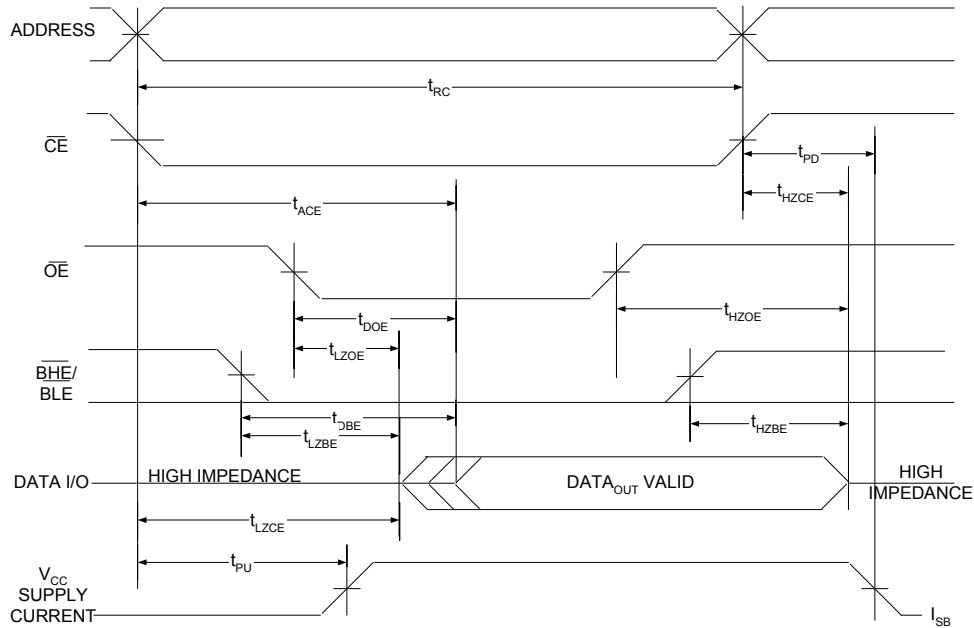 ADDRESS
tRC
CE
tPD
tHZCE
tACE
OE
tDOE
tHZOE
tLZOE
BHE/
BLE
tDBE
tLZBE
tHZBE
DATA I/O
HIGH IMPEDANCE
DATAOUT VALID
HIGH
IMPEDANCE
tLZCE
tPU
VCC
SUPPLY
CURRENT
ISB